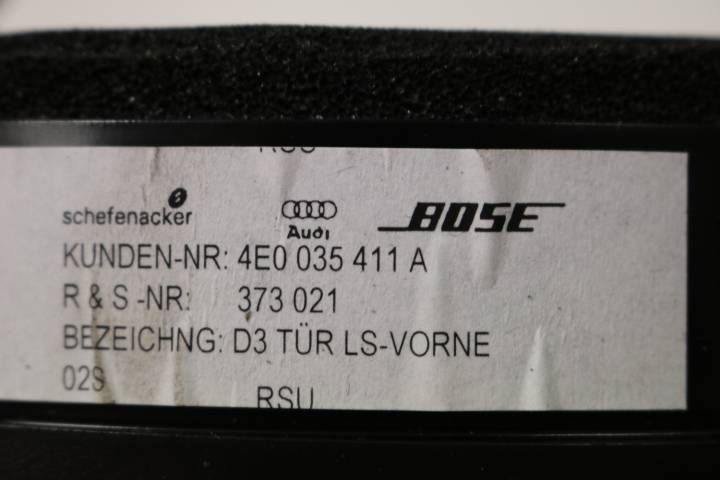 schefenacker Audi BOSE
KUNDEN-NR: 4E0 035 411 A
R & S -NR: 373 021
BEZEICHNG: D3 TÜR LS-VORNE
02S RSU